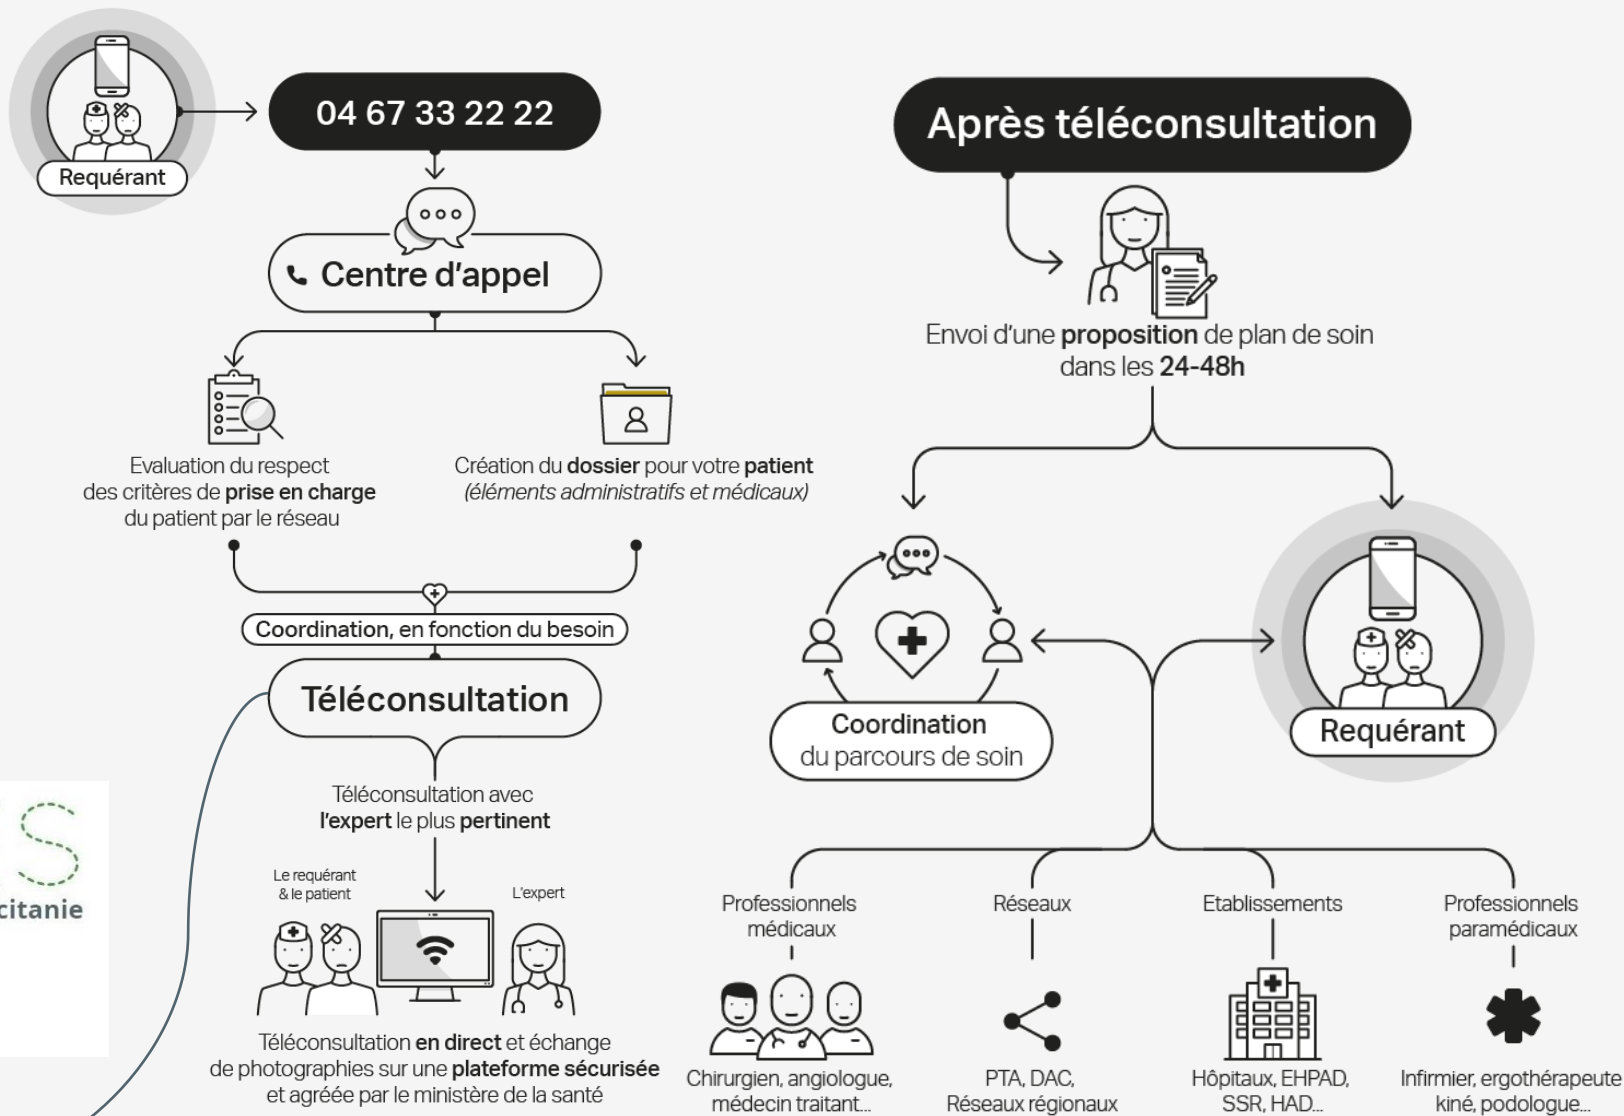 Requérant
04 67 33 22 22
Centre d'appel
Evaluation du respect
des critères de prise en charge
du patient par le réseau
Création du dossier pour votre patient
(éléments administratifs et médicaux)
Coordination, en fonction du besoin
Téléconsultation
Téléconsultation avec
l'expert le plus pertinent
Le requérant
& le patient
L'expert
Téléconsultation en direct et échange
de photographies sur une plateforme sécurisée
et agréée par le ministère de la santé
Après téléconsultation
Envoi d'une proposition de plan de soin
dans les 24-48h
Coordination
du parcours de soin
Requérant
Professionnels
médicaux
Chirurgien, angiologue,
médecin traitant...
Réseaux
PTA, DAC,
Réseaux régionaux
Etablissements
Hôpitaux, EHPAD,
SSR, HAD...
Professionnels
paramédicaux
Infirmier, ergothérapeute
kiné, podologue...